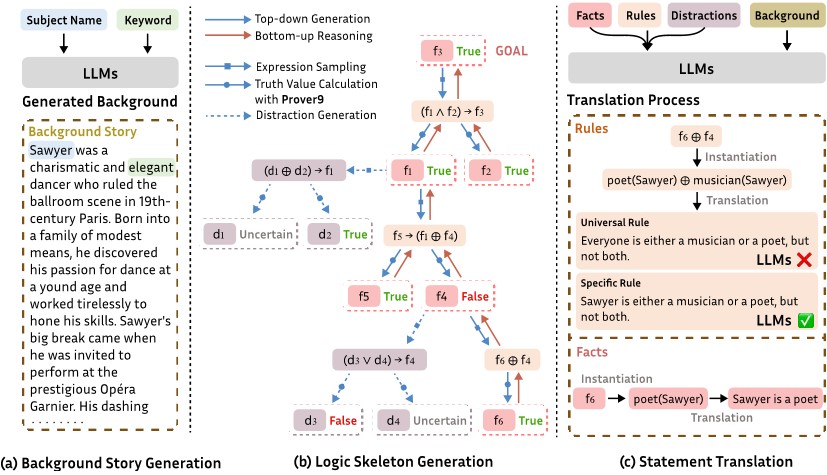 Subject Name
Keyword
LLMs
Generated Background
Background Story
Sawyer was a
charismatic and elegant
dancer who ruled the
ballroom scene in 19th-
century Paris. Born into
a family of modest
means, he discovered
his passion for dance at
a young age and
worked tirelessly to
hone his skills. Sawyer's
big break came when
he was invited to
perform at the
prestigious Opéra
Garnier. His dashing
. . . . . . . .
(a) Background Story Generation
Top-down Generation
Bottom-up Reasoning
Expression Sampling
Truth Value Calculation
with Prover9
Distraction Generation
f3 True GOAL
(f1 ∧ f2) → f3
(d1 ⊕ d2) → f1
f1 True
f2 True
d1 Uncertain
d2 True
f5 → (f1 ⊕ f4)
f5 True
f4 False
(d3 ∨ d4) → f4
f6 ⊕ f4
d3 False
d4 Uncertain
f6 True
(b) Logic Skeleton Generation
Facts
Rules
Distractions
Background
LLMs
Translation Process
Rules
f6 ⊕ f4
Instantiation
poet(Sawyer) ⊕ musician(Sawyer)
Translation
Universal Rule
Everyone is either a musician or a poet, but
not both.
LLMs ❌
Specific Rule
Sawyer is either a musician or a poet, but
not both.
LLMs ✅
Facts
Instantiation
f6
poet(Sawyer)
Sawyer is a poet
Translation
(c) Statement Translation